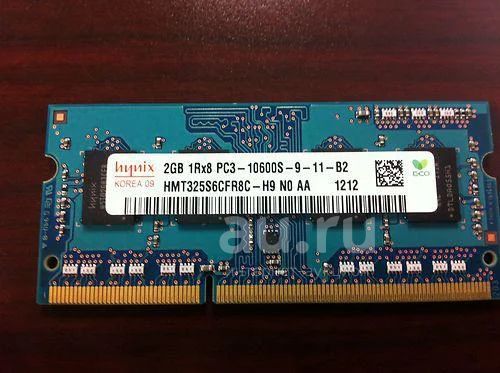 hynix
KOREA 09
2GB 1Rx8 PC3-10600S-9-11-B2
HMT325S6CFR8C-H9 N0 AA 1212
ECO
au.ru